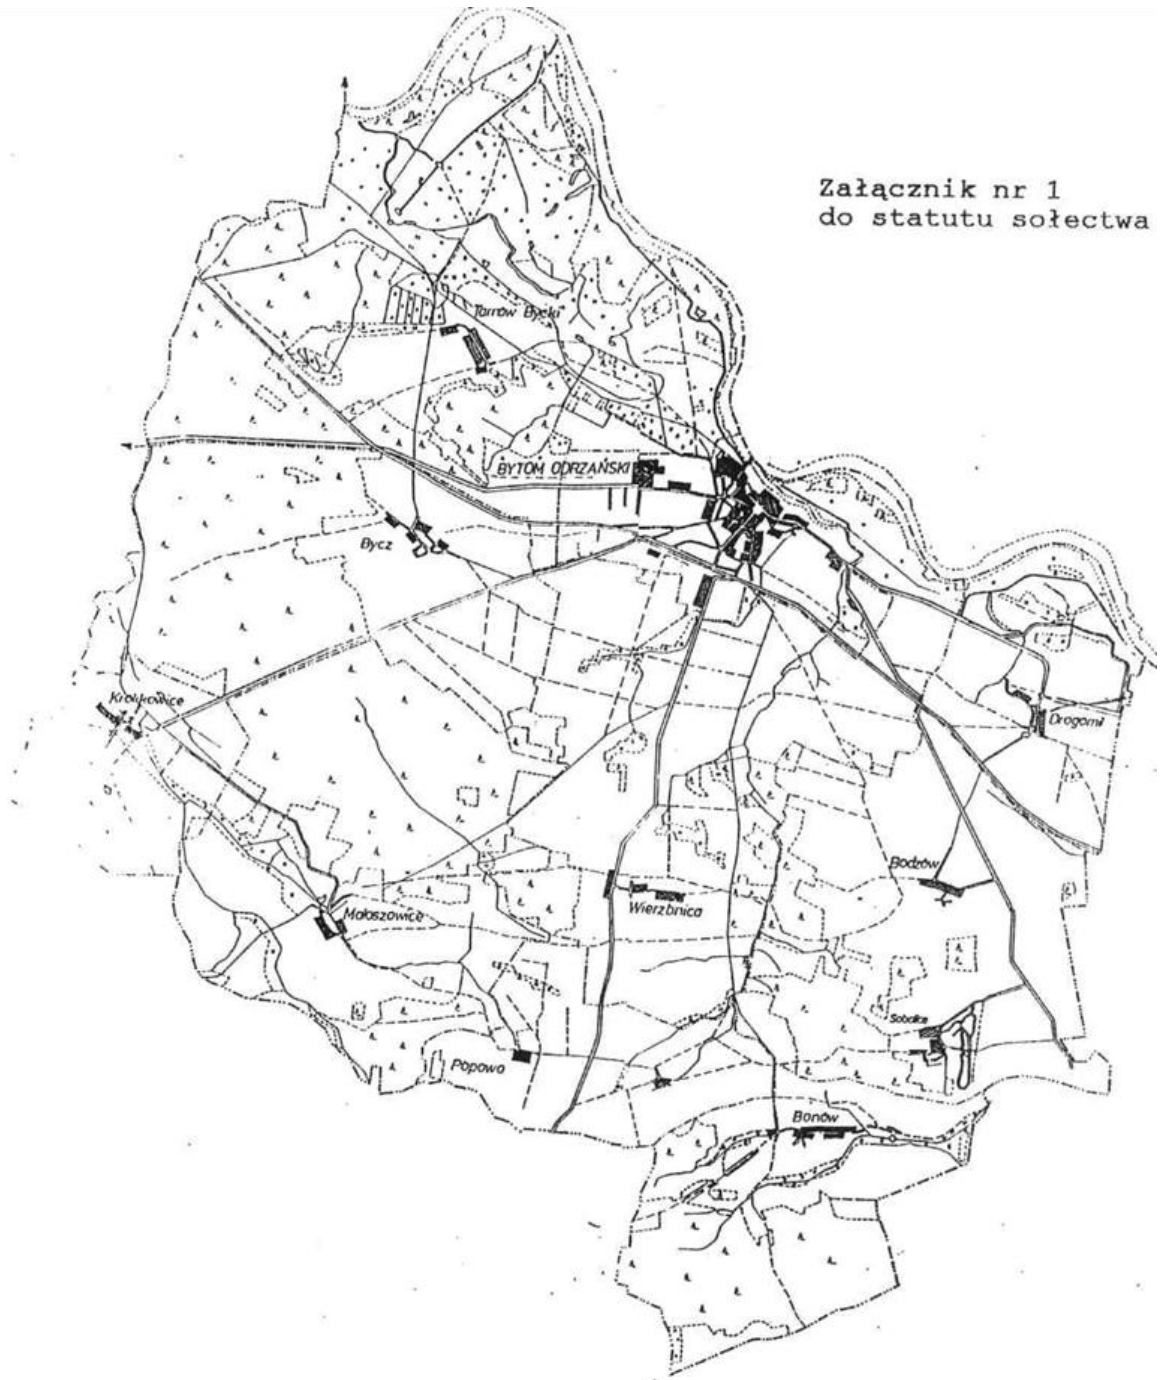 Załącznik nr 1
do statutu sołectwa
Tarnów Bycki
BYTOM ODRZAŃSKI
Bycz
Królikowice
Drogomil
Bodzów
Małaszowice
Wierzbnica
Sobolice
Popowo
Bonów